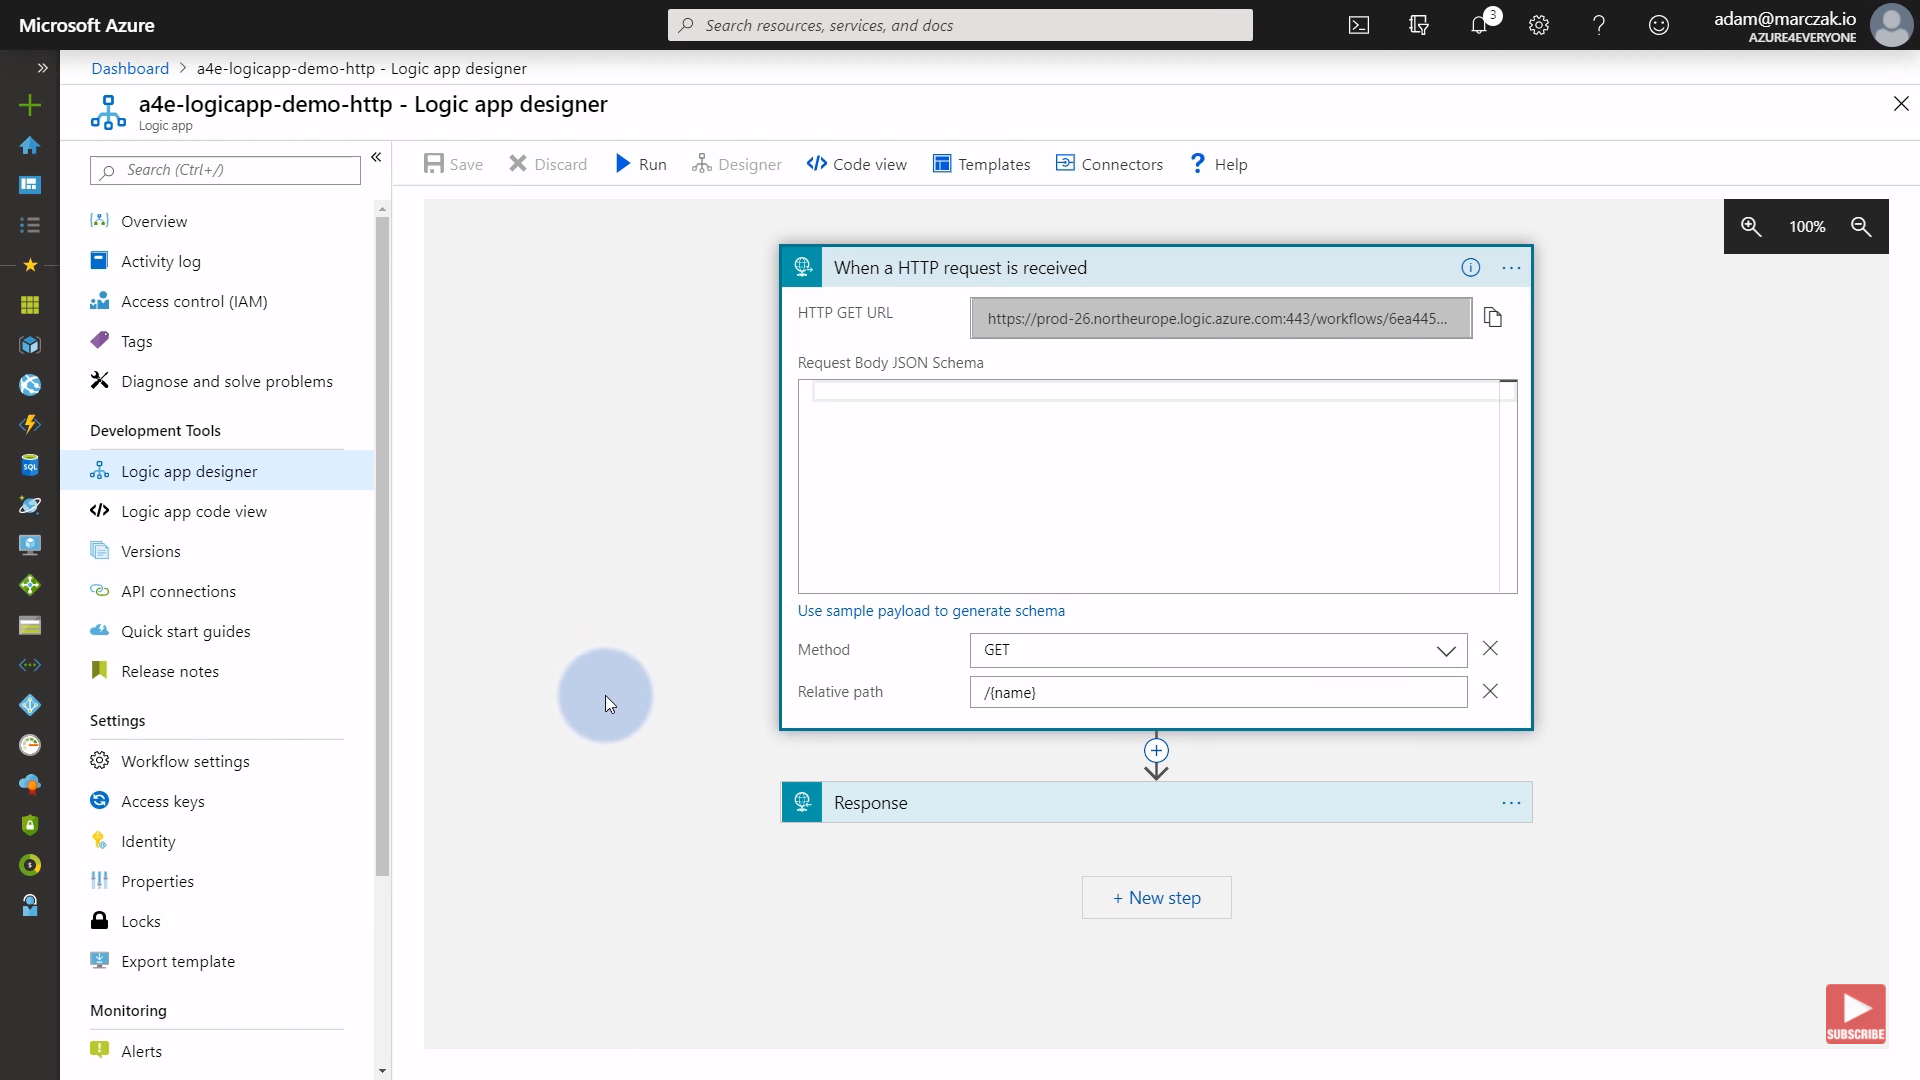 Microsoft Azure
Search resources, services, and docs
3
adam@marczak.io
AZURE4EVERYONE
Dashboard > a4e-logicapp-demo-http - Logic app designer
a4e-logicapp-demo-http - Logic app designer
Logic app
Search (Ctrl+/)
Save
Discard
Run
Designer
Code view
Templates
Connectors
Help
Overview
Activity log
Access control (IAM)
Tags
Diagnose and solve problems
Development Tools
Logic app designer
Logic app code view
Versions
API connections
Quick start guides
Release notes
Settings
Workflow settings
Access keys
Identity
Properties
Locks
Export template
Monitoring
Alerts
100%
When a HTTP request is received
HTTP GET URL
https://prod-26.northeurope.logic.azure.com:443/workflows/6ea445...
Request Body JSON Schema
Use sample payload to generate schema
Method
GET
Relative path
/{name}
Response
+ New step
SQL
SUBSCRIBE